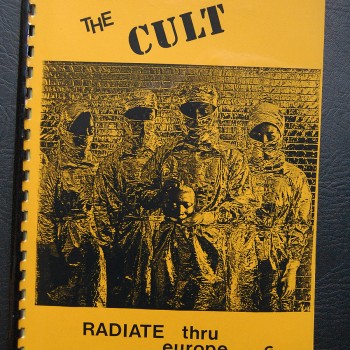 THE
CULT
RADIATE thru
europe